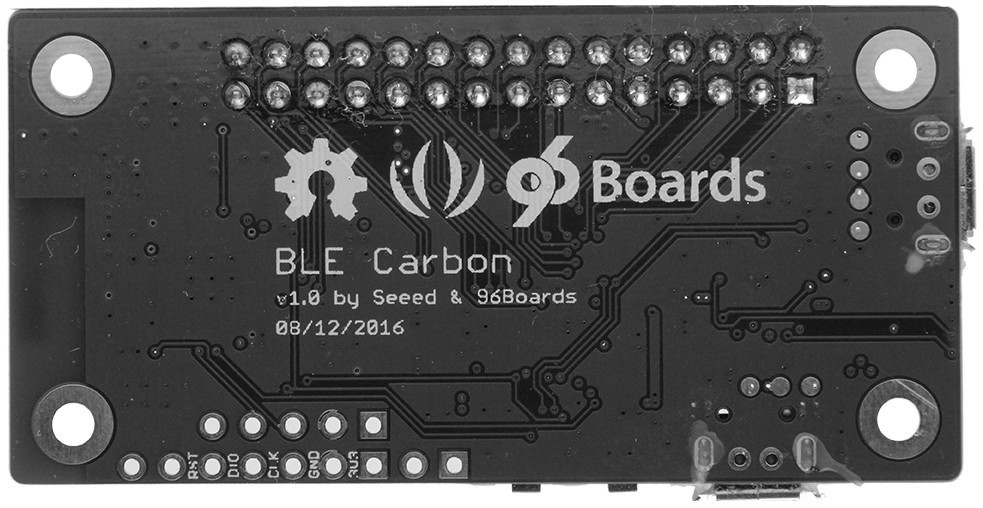 96Boards
BLE Carbon
v1.0 by Seeed & 96Boards
08/12/2016
RST DIO CLK GND 3V3